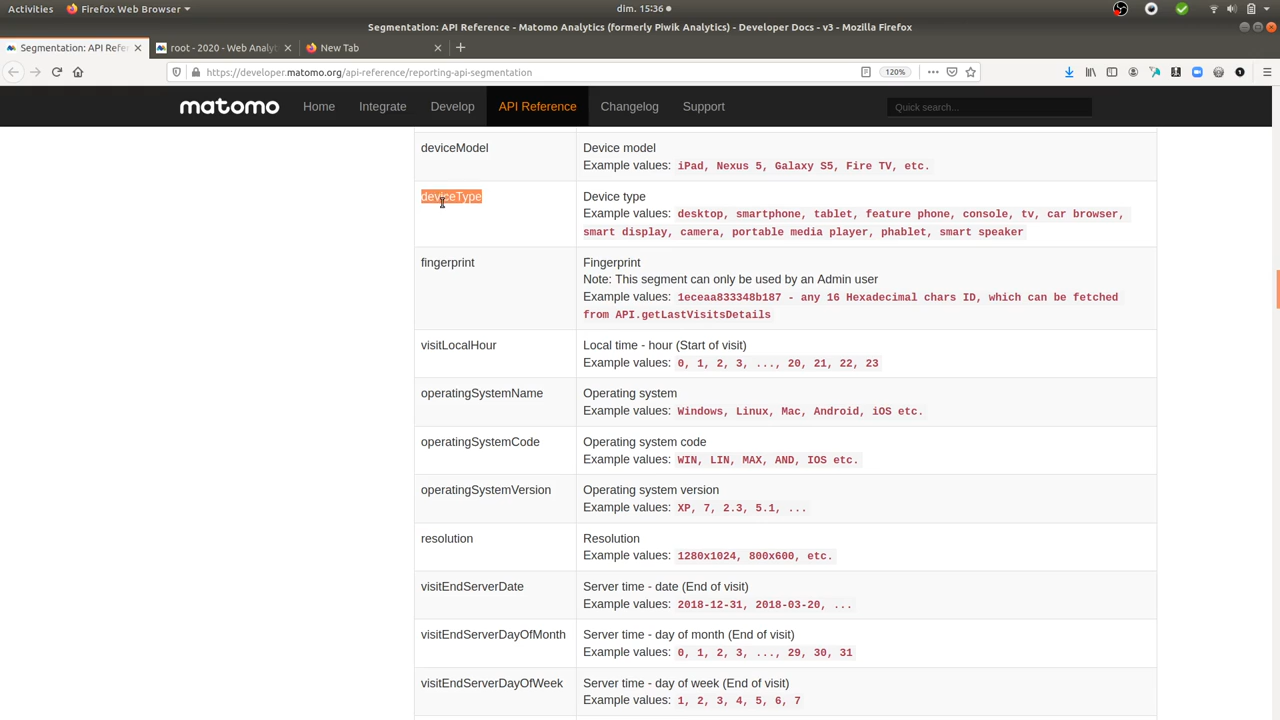 Activities
Firefox Web Browser
dim. 15:36
Segmentation: API Reference - Matomo Analytics (formerly Piwik Analytics) - Developer Docs - v3 - Mozilla Firefox
Segmentation: API Refer
root - 2020 - Web Analyt
New Tab
https://developer.matomo.org/api-reference/reporting-api-segmentation
120%
matomo
Home
Integrate
Develop
API Reference
Changelog
Support
Quick search...
deviceModel
Device model
Example values: iPad, Nexus 5, Galaxy S5, Fire TV, etc.
deviceType
Device type
Example values: desktop, smartphone, tablet, feature phone, console, tv, car browser,
smart display, camera, portable media player, phablet, smart speaker
fingerprint
Fingerprint
Note: This segment can only be used by an Admin user
Example values: 1eceaa833348b187 - any 16 Hexadecimal chars ID, which can be fetched
from API.getLastVisitsDetails
visitLocalHour
Local time - hour (Start of visit)
Example values: 0, 1, 2, 3, ..., 20, 21, 22, 23
operatingSystemName
Operating system
Example values: Windows, Linux, Mac, Android, iOS etc.
operatingSystemCode
Operating system code
Example values: WIN, LIN, MAX, AND, IOS etc.
operatingSystemVersion
Operating system version
Example values: XP, 7, 2.3, 5.1, ...
resolution
Resolution
Example values: 1280x1024, 800x600, etc.
visitEndServerDate
Server time - date (End of visit)
Example values: 2018-12-31, 2018-03-20, ...
visitEndServerDayOfMonth
Server time - day of month (End of visit)
Example values: 0, 1, 2, 3, ..., 29, 30, 31
visitEndServerDayOfWeek
Server time - day of week (End of visit)
Example values: 1, 2, 3, 4, 5, 6, 7